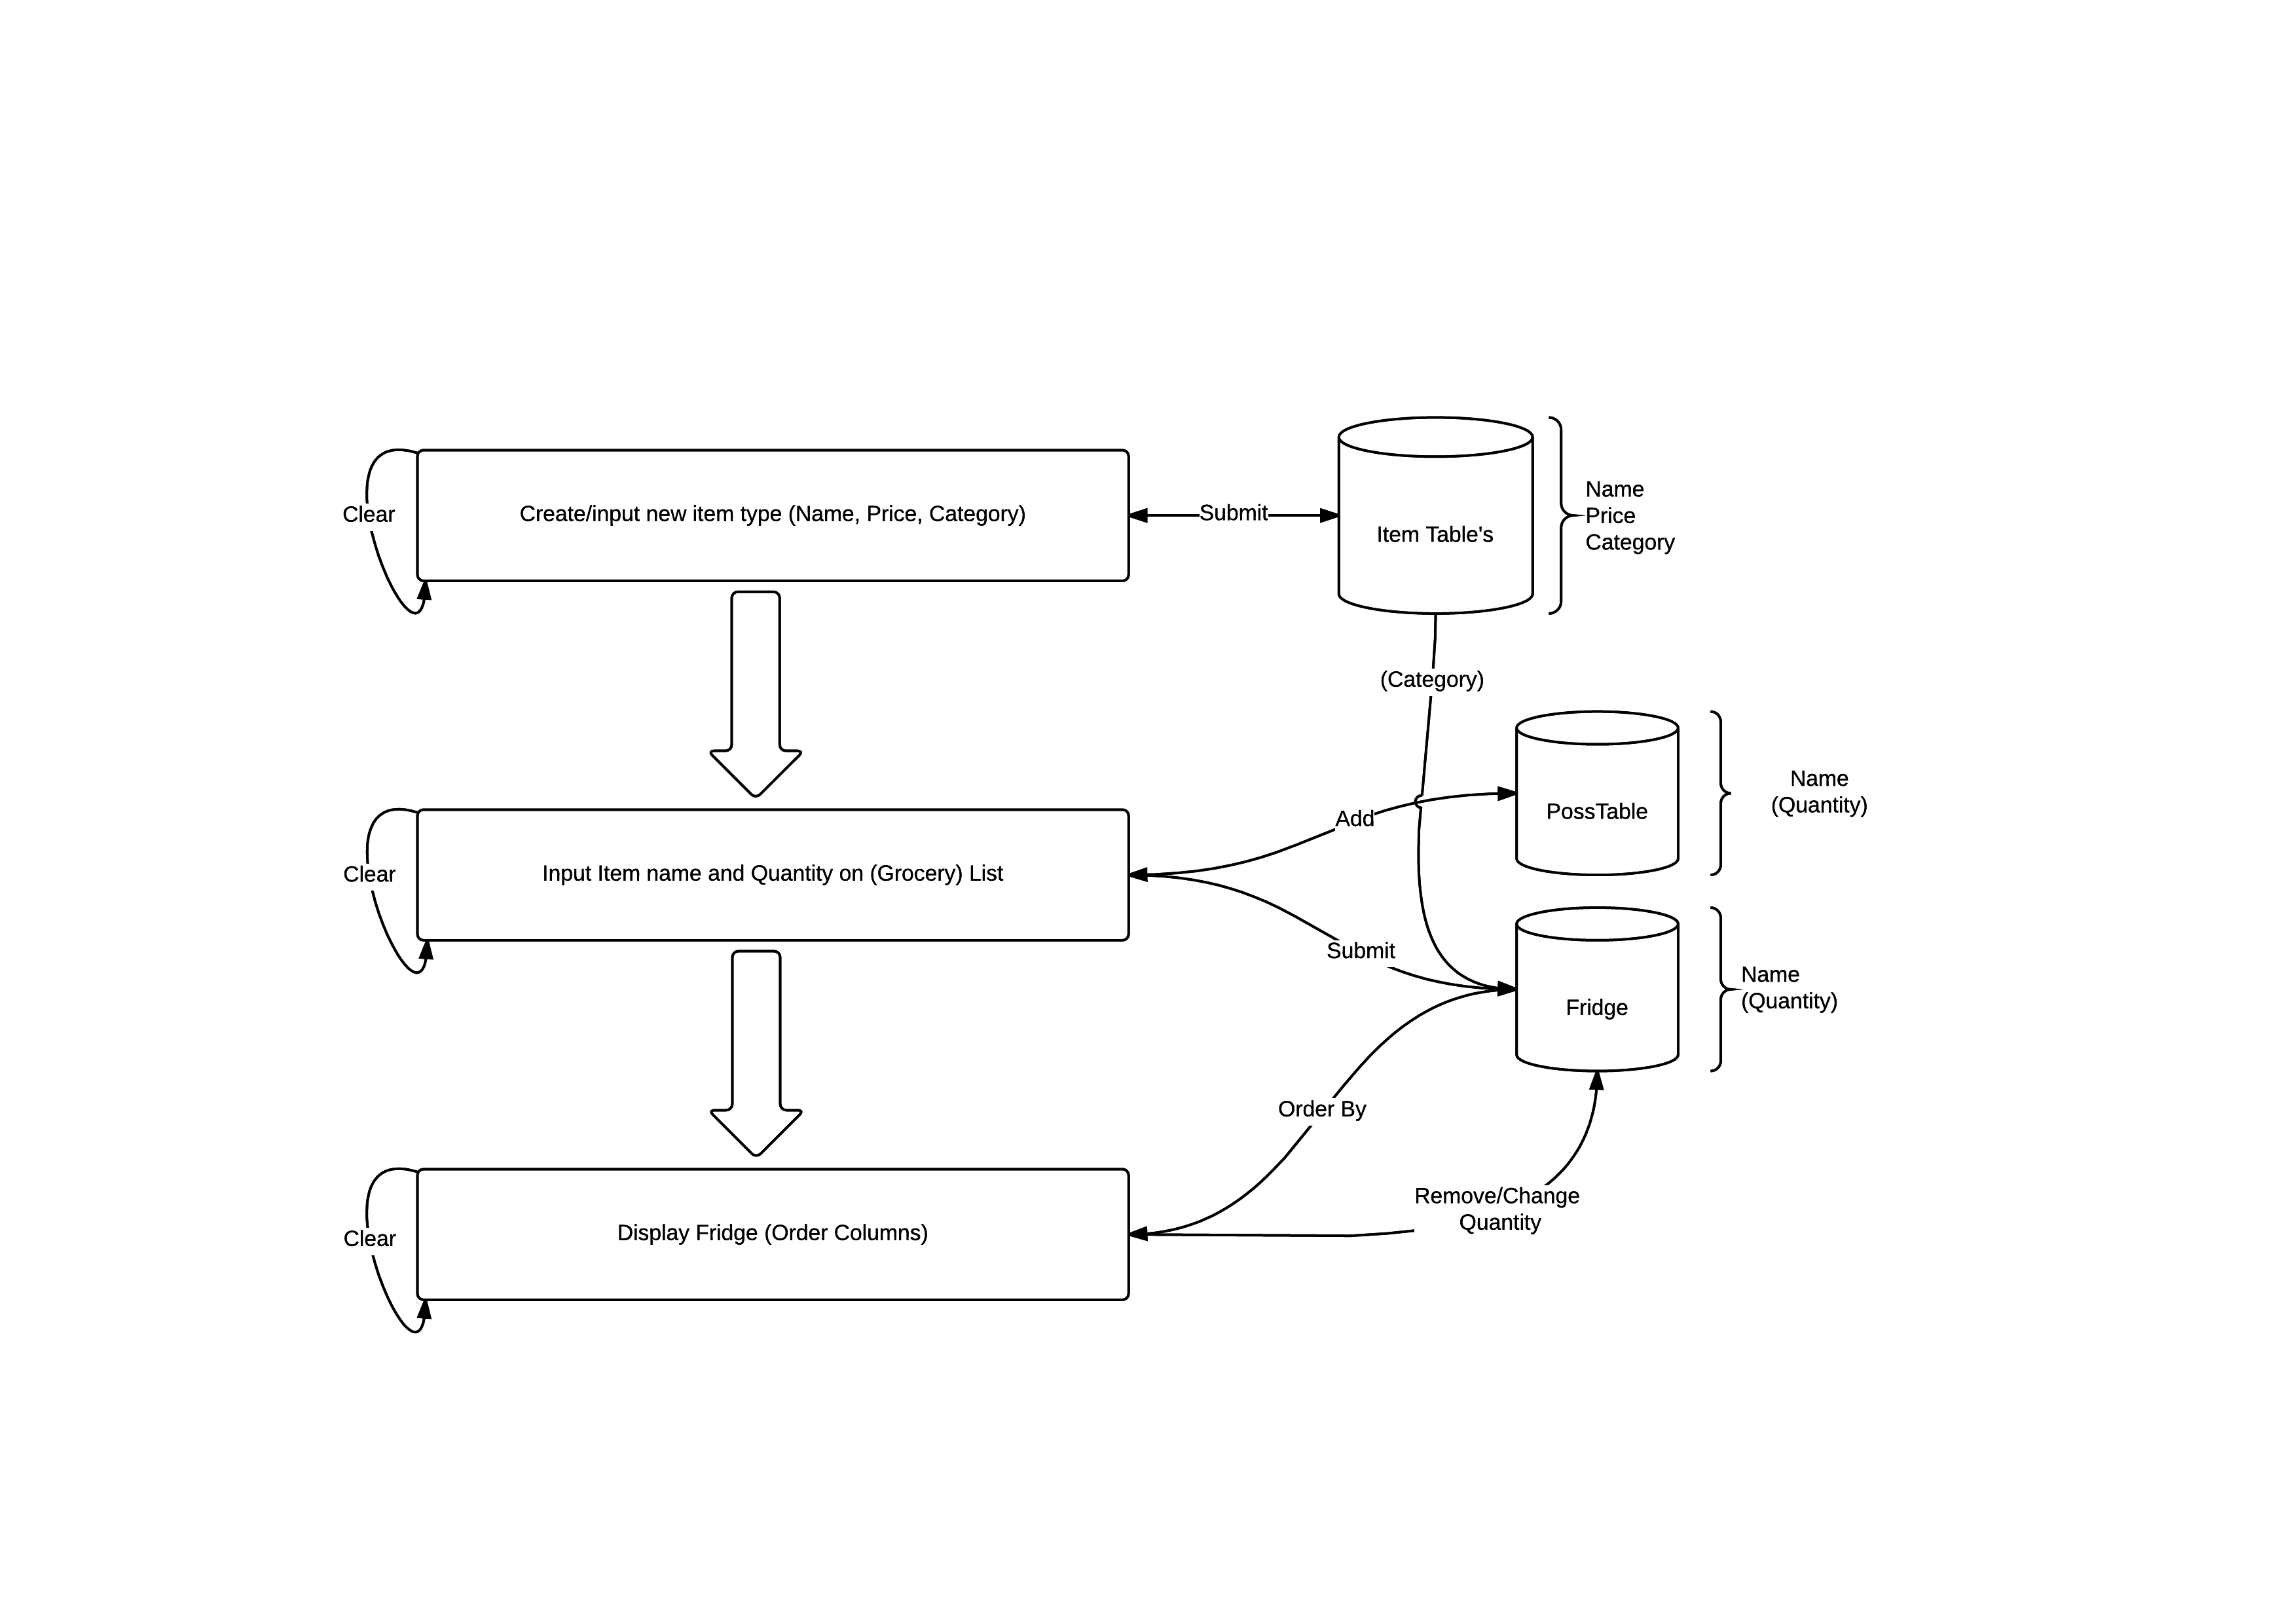 Clear
Create/input new item type (Name, Price, Category)
Submit
Item Table's
Name
Price
Category
(Category)
Clear
Input Item name and Quantity on (Grocery) List
Add
PossTable
Name
(Quantity)
Submit
Fridge
Name
(Quantity)
Order By
Remove/Change
Quantity
Clear
Display Fridge (Order Columns)